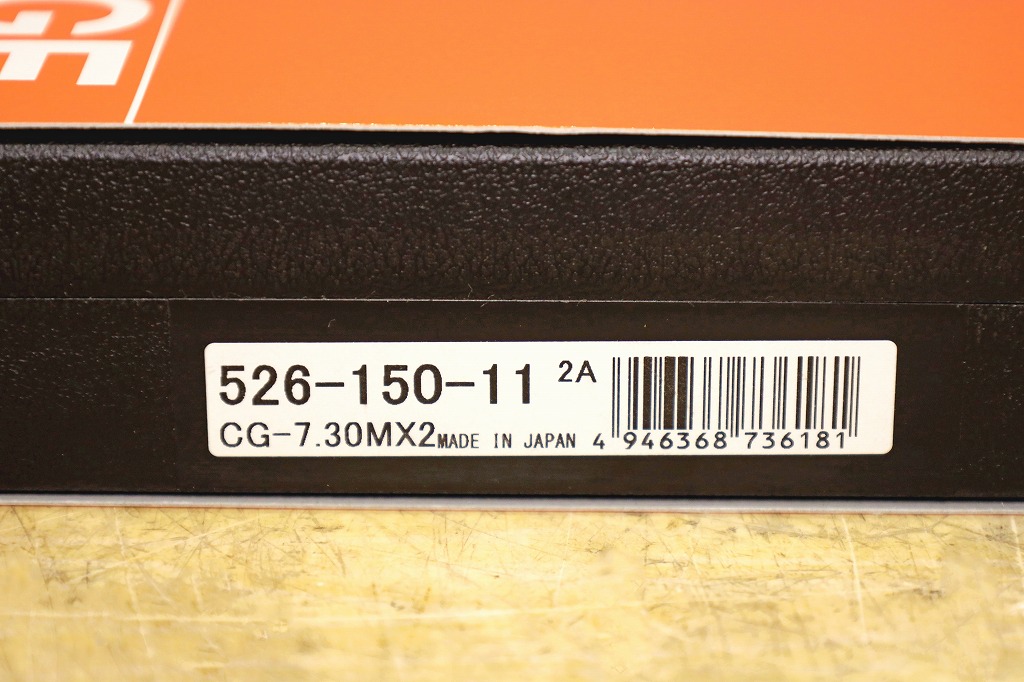 526-150-11 2A
CG-7.30MX2 MADE IN JAPAN 4 946368 736181